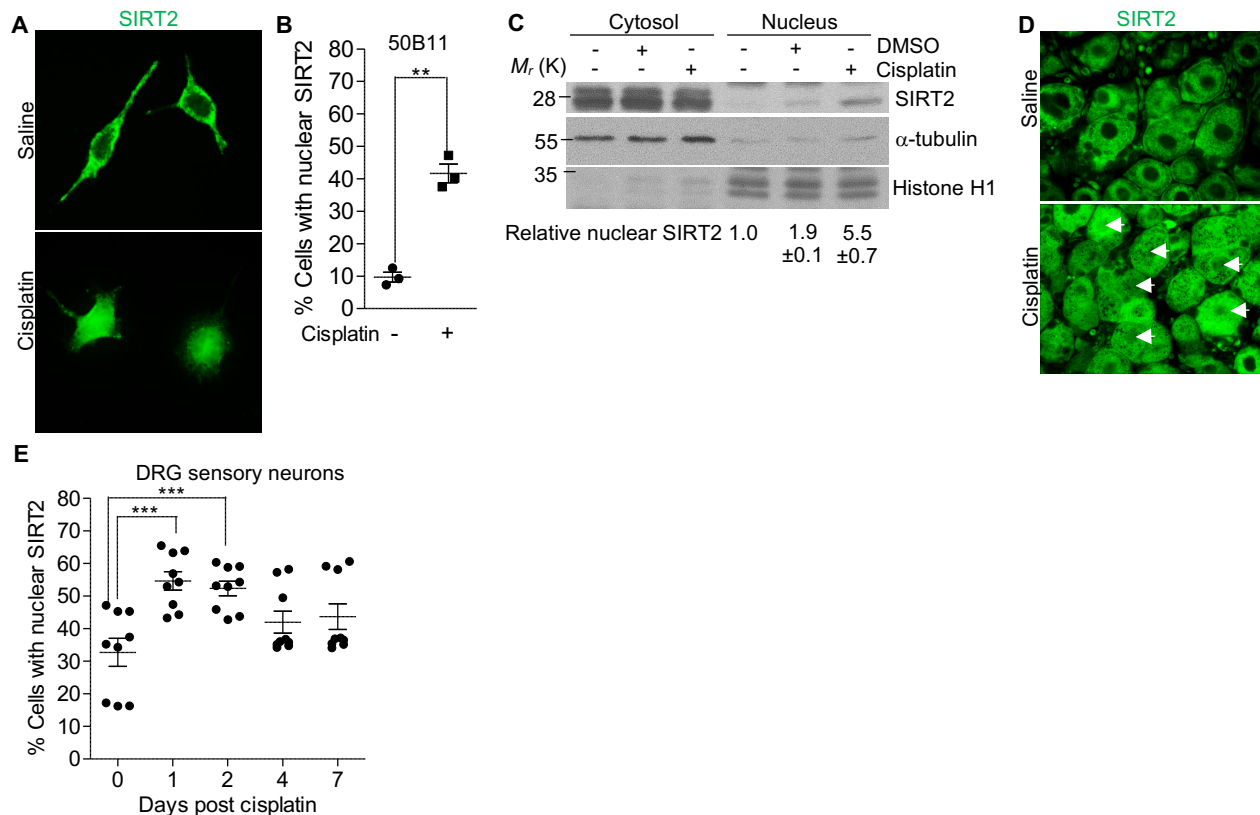 A
SIRT2
Saline
Cisplatin
B
50B11
**
% Cells with nuclear SIRT2
80
70
60
50
40
30
20
10
0
Cisplatin - +
C
Cytosol Nucleus
- + - - + - DMSO
- - + - - + Cisplatin
Mr (K)
28 SIRT2
55 α-tubulin
35 Histone H1
Relative nuclear SIRT2 1.0 1.9 5.5
±0.1 ±0.7
D
SIRT2
Saline
Cisplatin
E
DRG sensory neurons
***
***
% Cells with nuclear SIRT2
80
70
60
50
40
30
20
10
0
0 1 2 4 7
Days post cisplatin